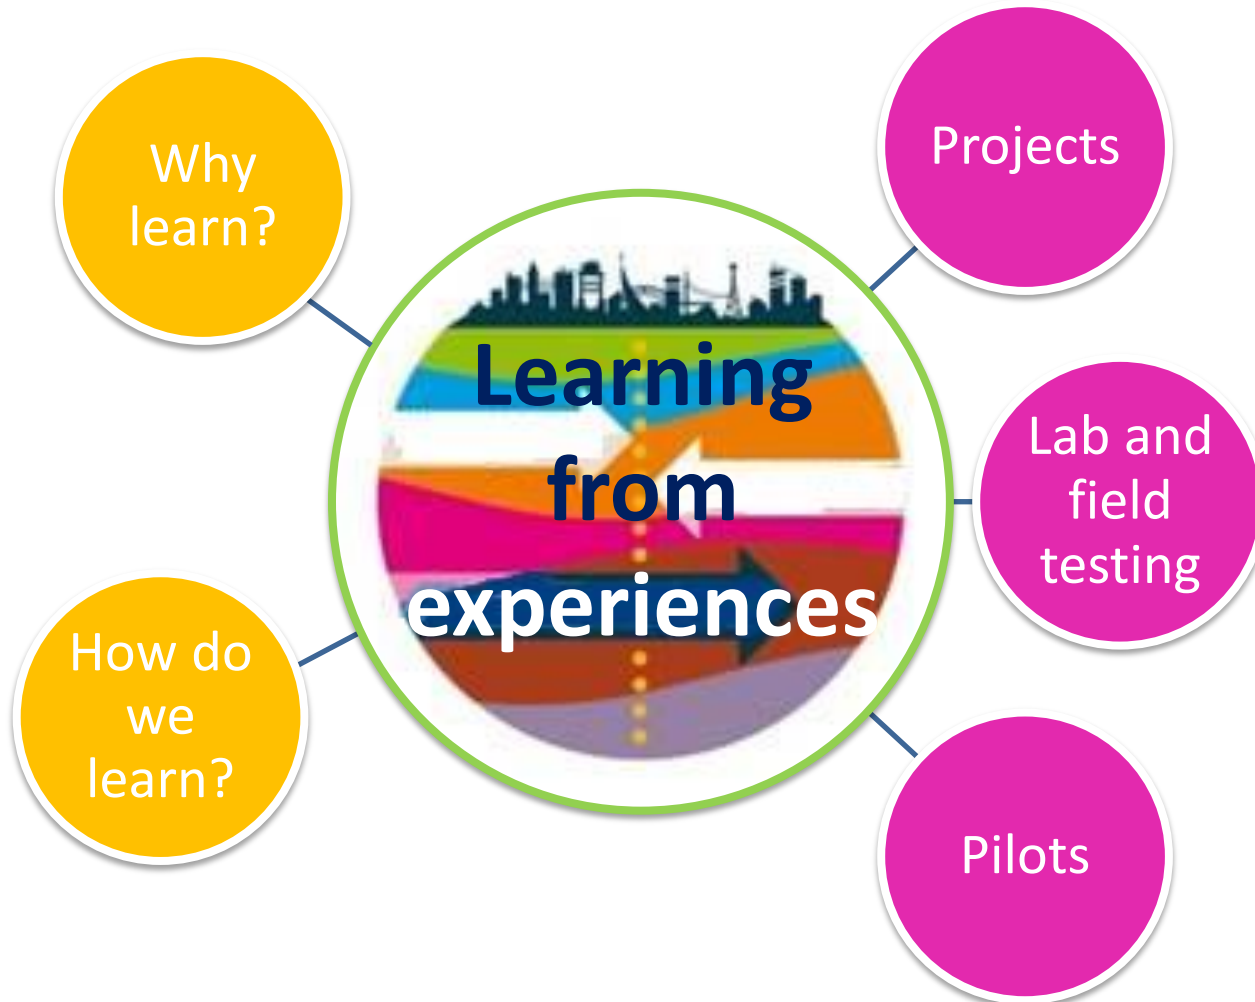 Why
learn?
How do
we
learn?
Learning
from
experiences
Projects
Lab and
field
testing
Pilots